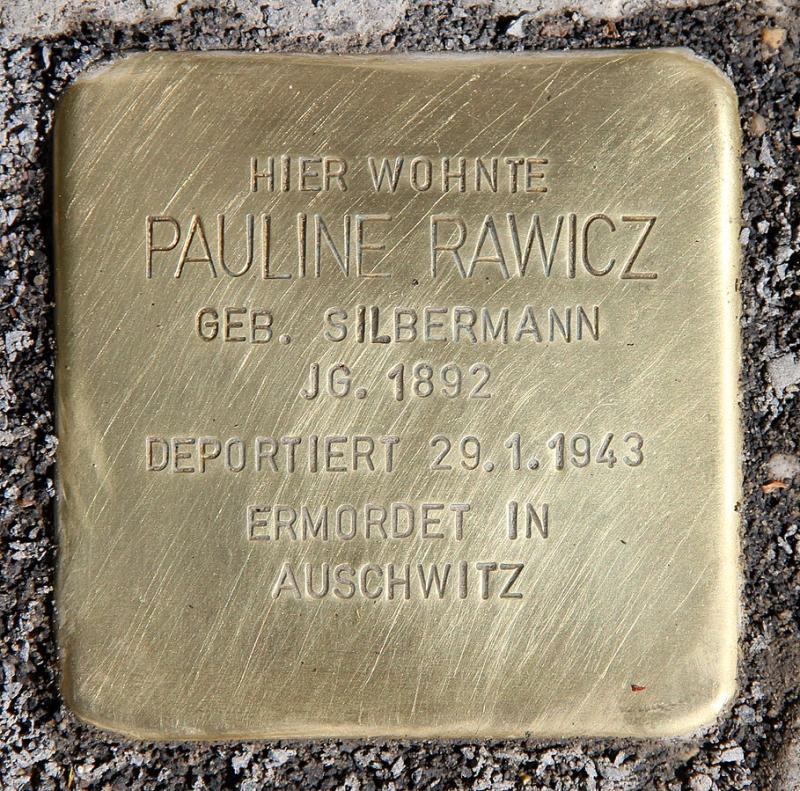 HIER WOHNTE
PAULINE RAWICZ
GEB. SILBERMANN
JG. 1892
DEPORTIERT 29.1.1943
ERMORDET IN
AUSCHWITZ